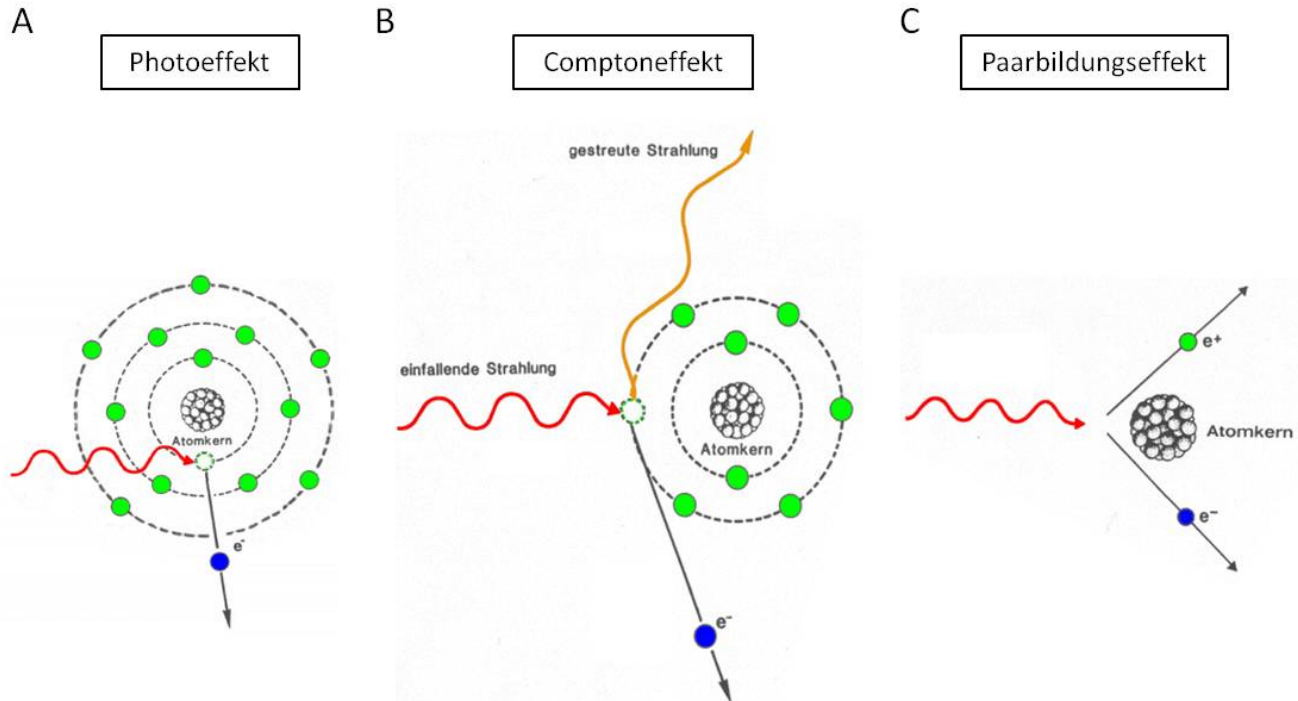 A
Photoeffekt
Atomkern
e-
B
Comptoneffekt
gestreute Strahlung
einfallende Strahlung
Atomkern
e−
C
Paarbildungseffekt
e+
Atomkern
e−